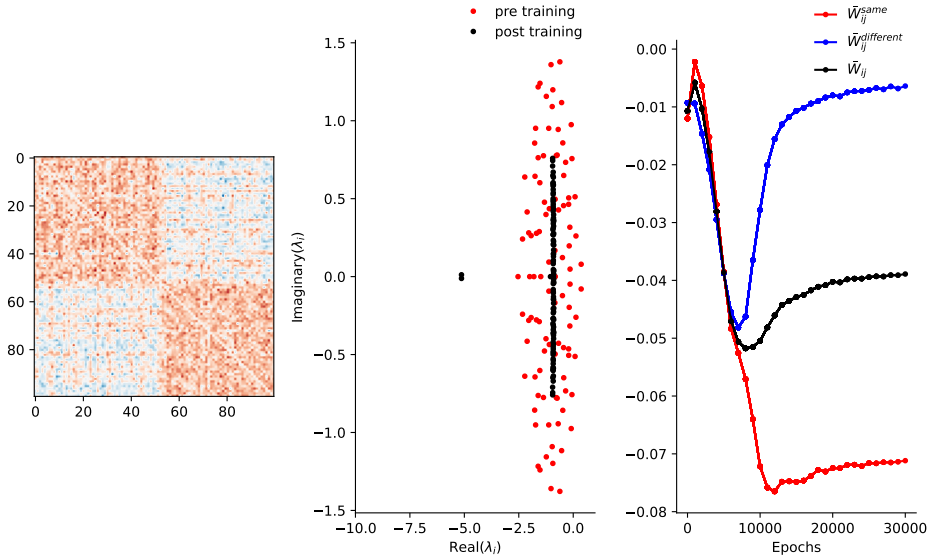 0
20
40
60
80
0 20 40 60 80
pre training
post training
1.5
1.0
0.5
0.0
−0.5
−1.0
−1.5
Imaginary(λᵢ)
−10.0 −7.5 −5.0 −2.5 0.0
Real(λᵢ)
W̄ᵢⱼˢᵃᵐᵉ
W̄ᵢⱼᵈⁱᶠᶠᵉʳᵉⁿᵗ
W̄ᵢⱼ
0.00
−0.01
−0.02
−0.03
−0.04
−0.05
−0.06
−0.07
−0.08
0 10000 20000 30000
Epochs